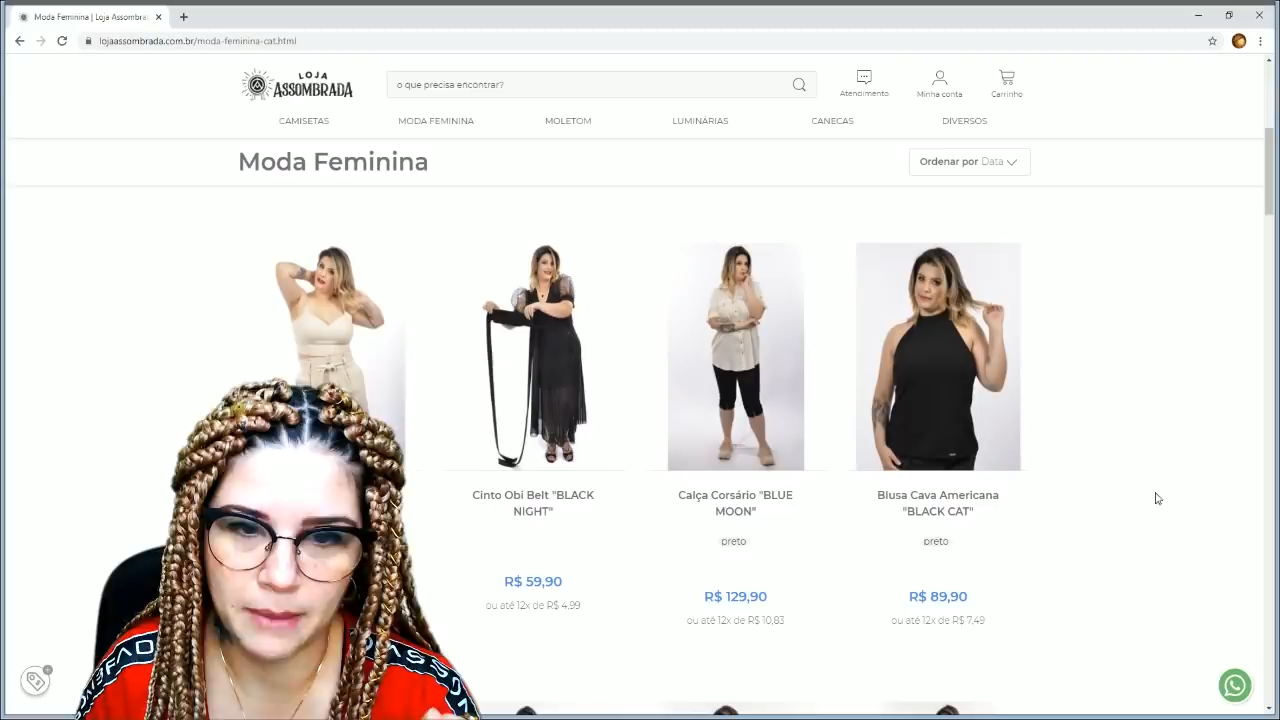 Moda Feminina | Loja Assombra
lojaassombrada.com.br/moda-feminina-cat.html
LOJA
ASSOMBRADA
o que precisa encontrar?
Atendimento
Minha conta
Carrinho
CAMISETAS
MODA FEMININA
MOLETOM
LUMINÁRIAS
CANECAS
DIVERSOS
Moda Feminina
Ordenar por Data
Cinto Obi Belt "BLACK
NIGHT"
R$ 59,90
ou até 12x de R$ 4,99
Calça Corsário "BLUE
MOON"
preto
R$ 129,90
ou até 12x de R$ 10,83
Blusa Cava Americana
"BLACK CAT"
preto
R$ 89,90
ou até 12x de R$ 7,49